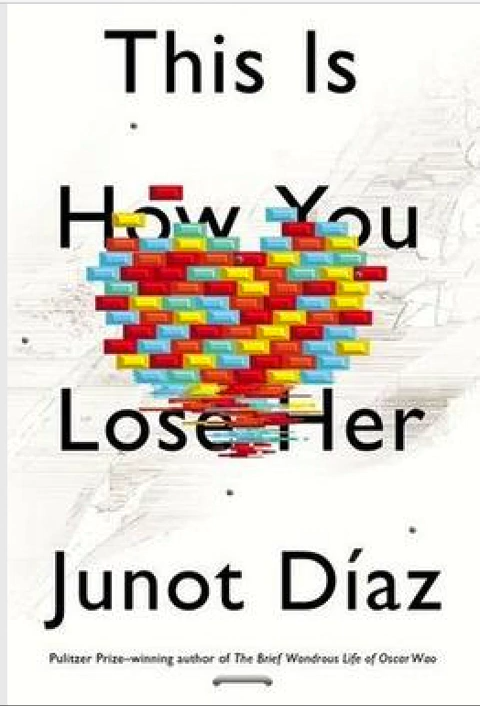 This Is
How You
Lose Her
Junot Díaz
Pulitzer Prize–winning author of The Brief Wondrous Life of Oscar Wao